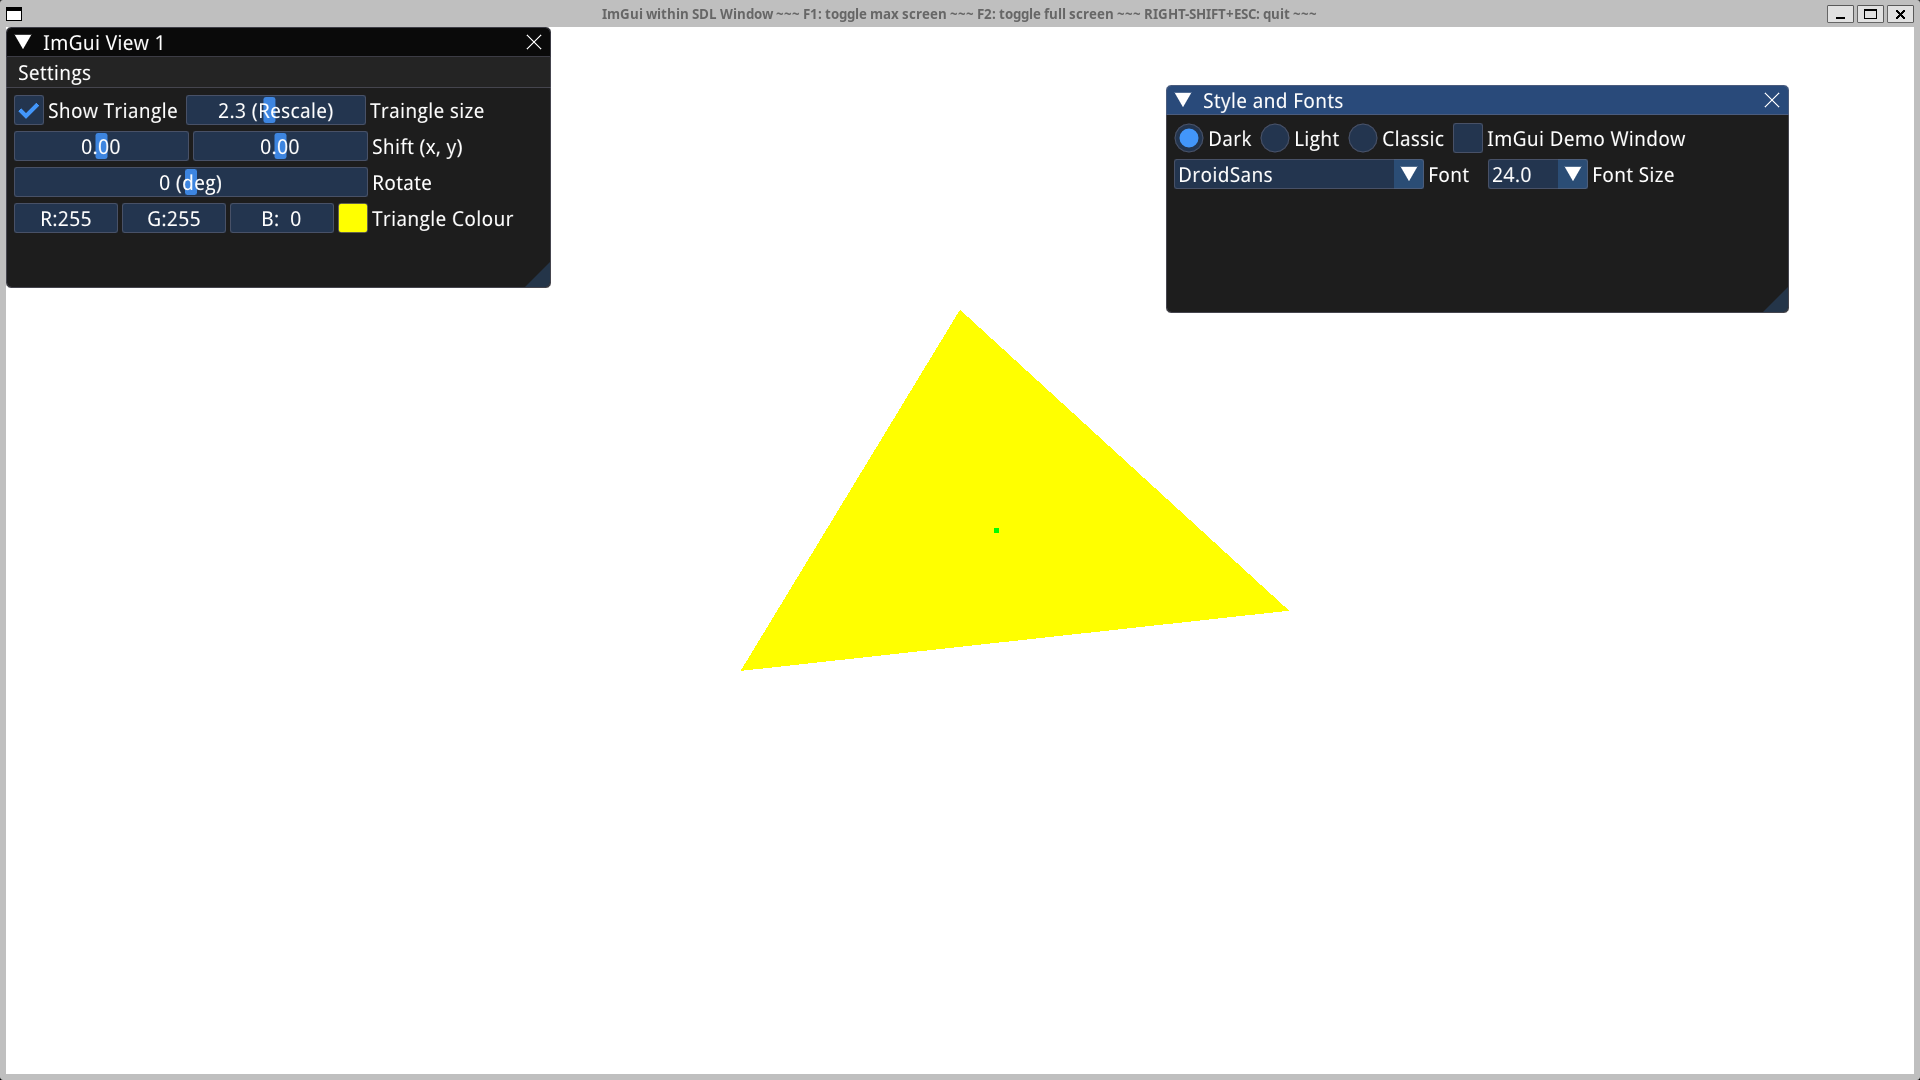 ImGui within SDL Window ~~~ F1: toggle max screen ~~~ F2: toggle full screen ~~~ RIGHT-SHIFT+ESC: quit ~~~
ImGui View 1
Settings
Show Triangle 2.3 (Rescale) Traingle size
0.00 0.00 Shift (x, y)
0 (deg) Rotate
R:255 G:255 B: 0 Triangle Colour
Style and Fonts
Dark Light Classic ImGui Demo Window
DroidSans Font 24.0 Font Size